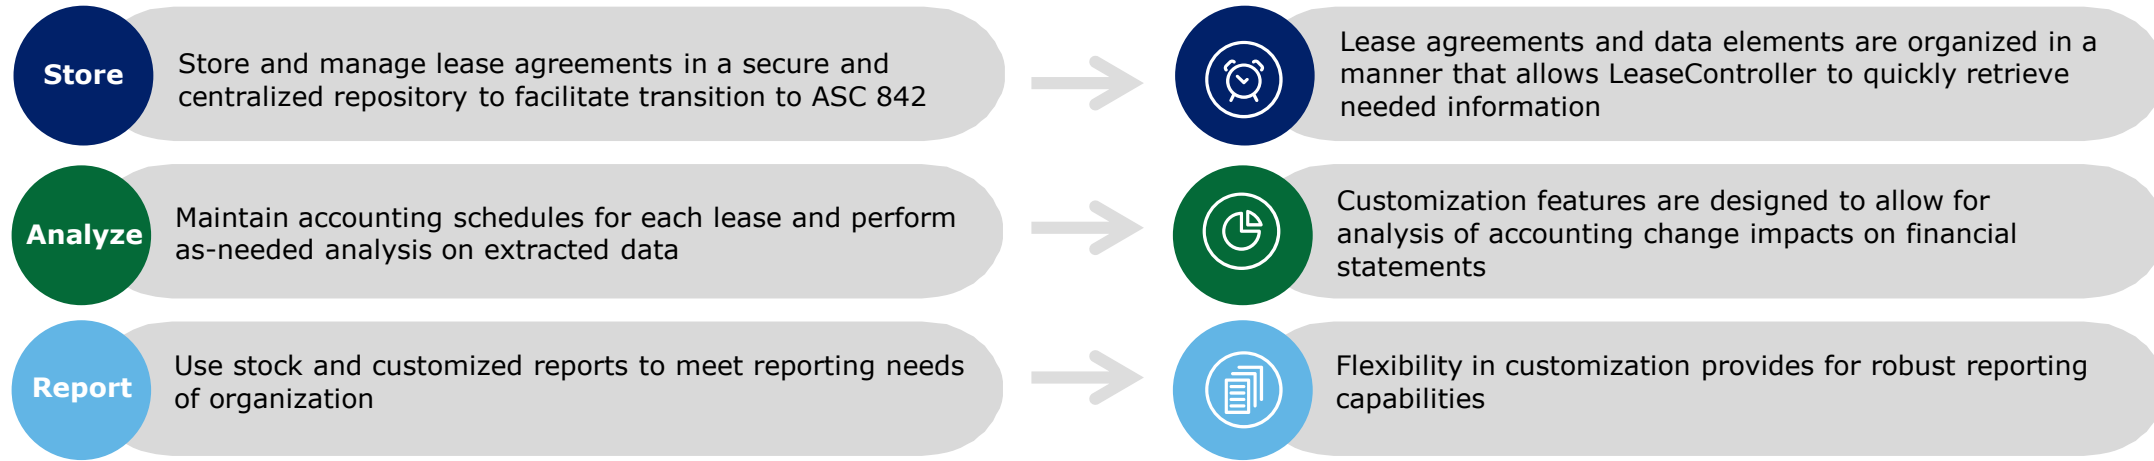 Store
Store and manage lease agreements in a secure and
centralized repository to facilitate transition to ASC 842
Lease agreements and data elements are organized in a
manner that allows LeaseController to quickly retrieve
needed information
Analyze
Maintain accounting schedules for each lease and perform
as-needed analysis on extracted data
Customization features are designed to allow for
analysis of accounting change impacts on financial
statements
Report
Use stock and customized reports to meet reporting needs
of organization
Flexibility in customization provides for robust reporting
capabilities